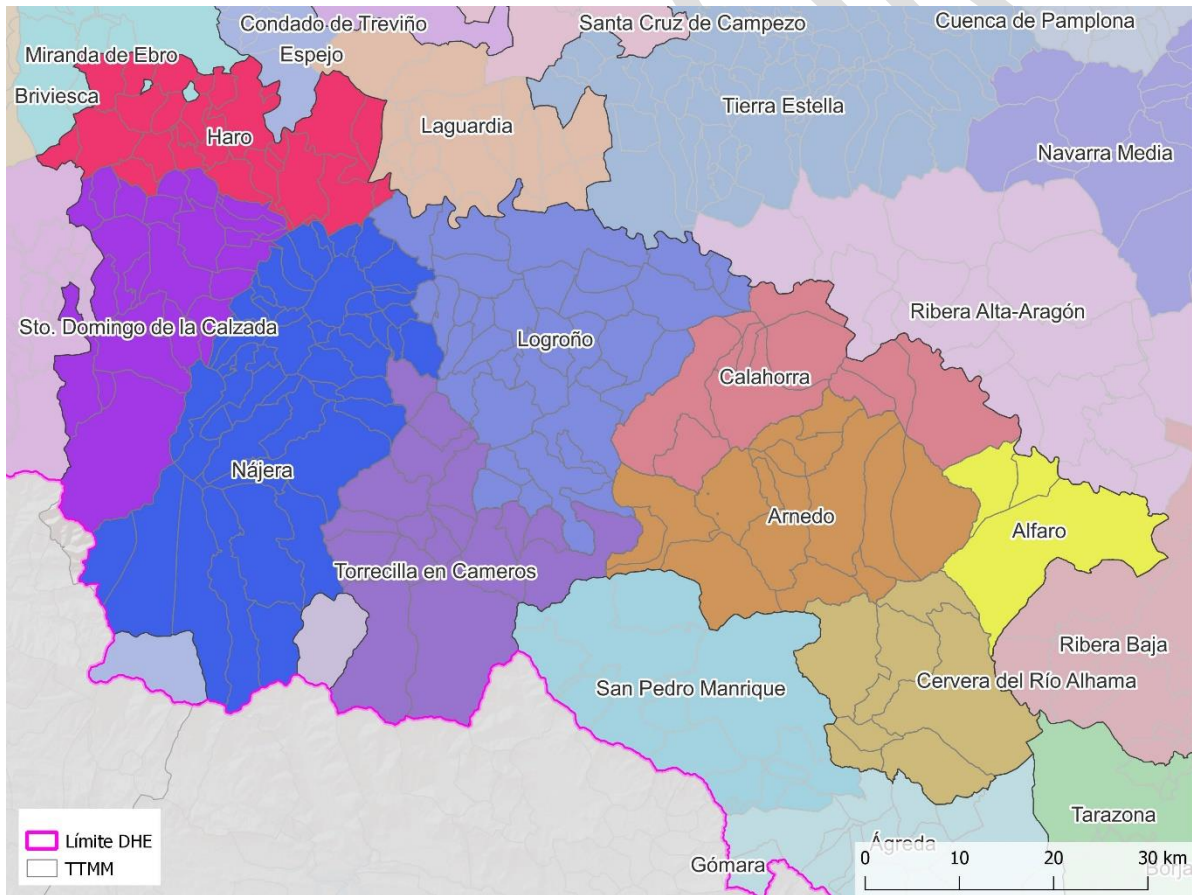 Condado de Treviño
Santa Cruz de Campezo
Cuenca de Pamplona
Miranda de Ebro
Espejo
Briviesca
Tierra Estella
Laguardia
Haro
Navarra Media
Ribera Alta-Aragón
Sto. Domingo de la Calzada
Logroño
Calahorra
Nájera
Arnedo
Alfaro
Torrecilla en Cameros
Ribera Baja
San Pedro Manrique
Cervera del Río Alhama
Tarazona
Límite DHE
TTMM
Ágreda
Gómara
0 10 20 30 km
Borja